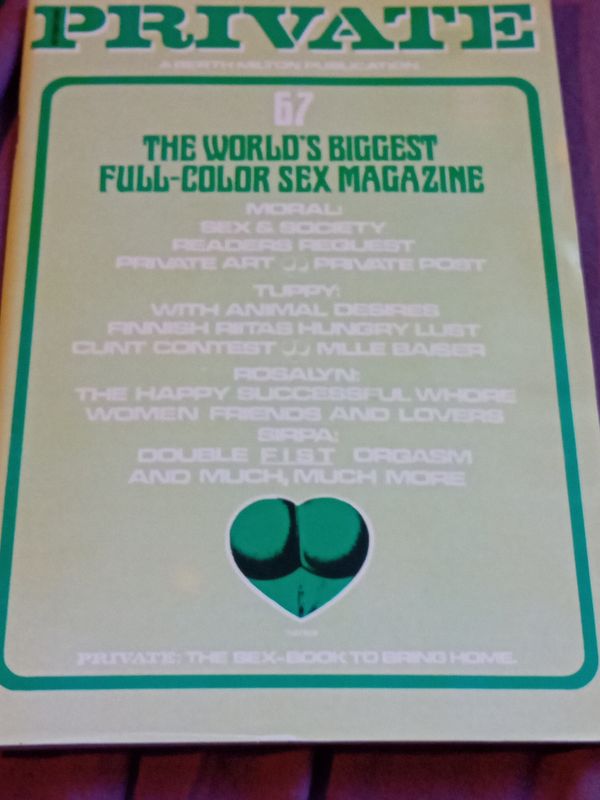 PRIVATE
A BERTH MILTON PUBLICATION
67
THE WORLD'S BIGGEST
FULL-COLOR SEX MAGAZINE
MORAL:
SEX & SOCIETY
READERS REQUEST
PRIVATE ART PRIVATE POST
TUPPY:
WITH ANIMAL DESIRES
FINNISH RIITAS HUNGRY LUST
CUNT CONTEST MLLE BAISER
ROSALYN:
THE HAPPY SUCCESSFUL WHORE
WOMEN FRIENDS AND LOVERS
SIRPA:
DOUBLE F.I.S.T ORGASM
AND MUCH, MUCH MORE
PRIVATE: THE SEX-BOOK TO BRING HOME.